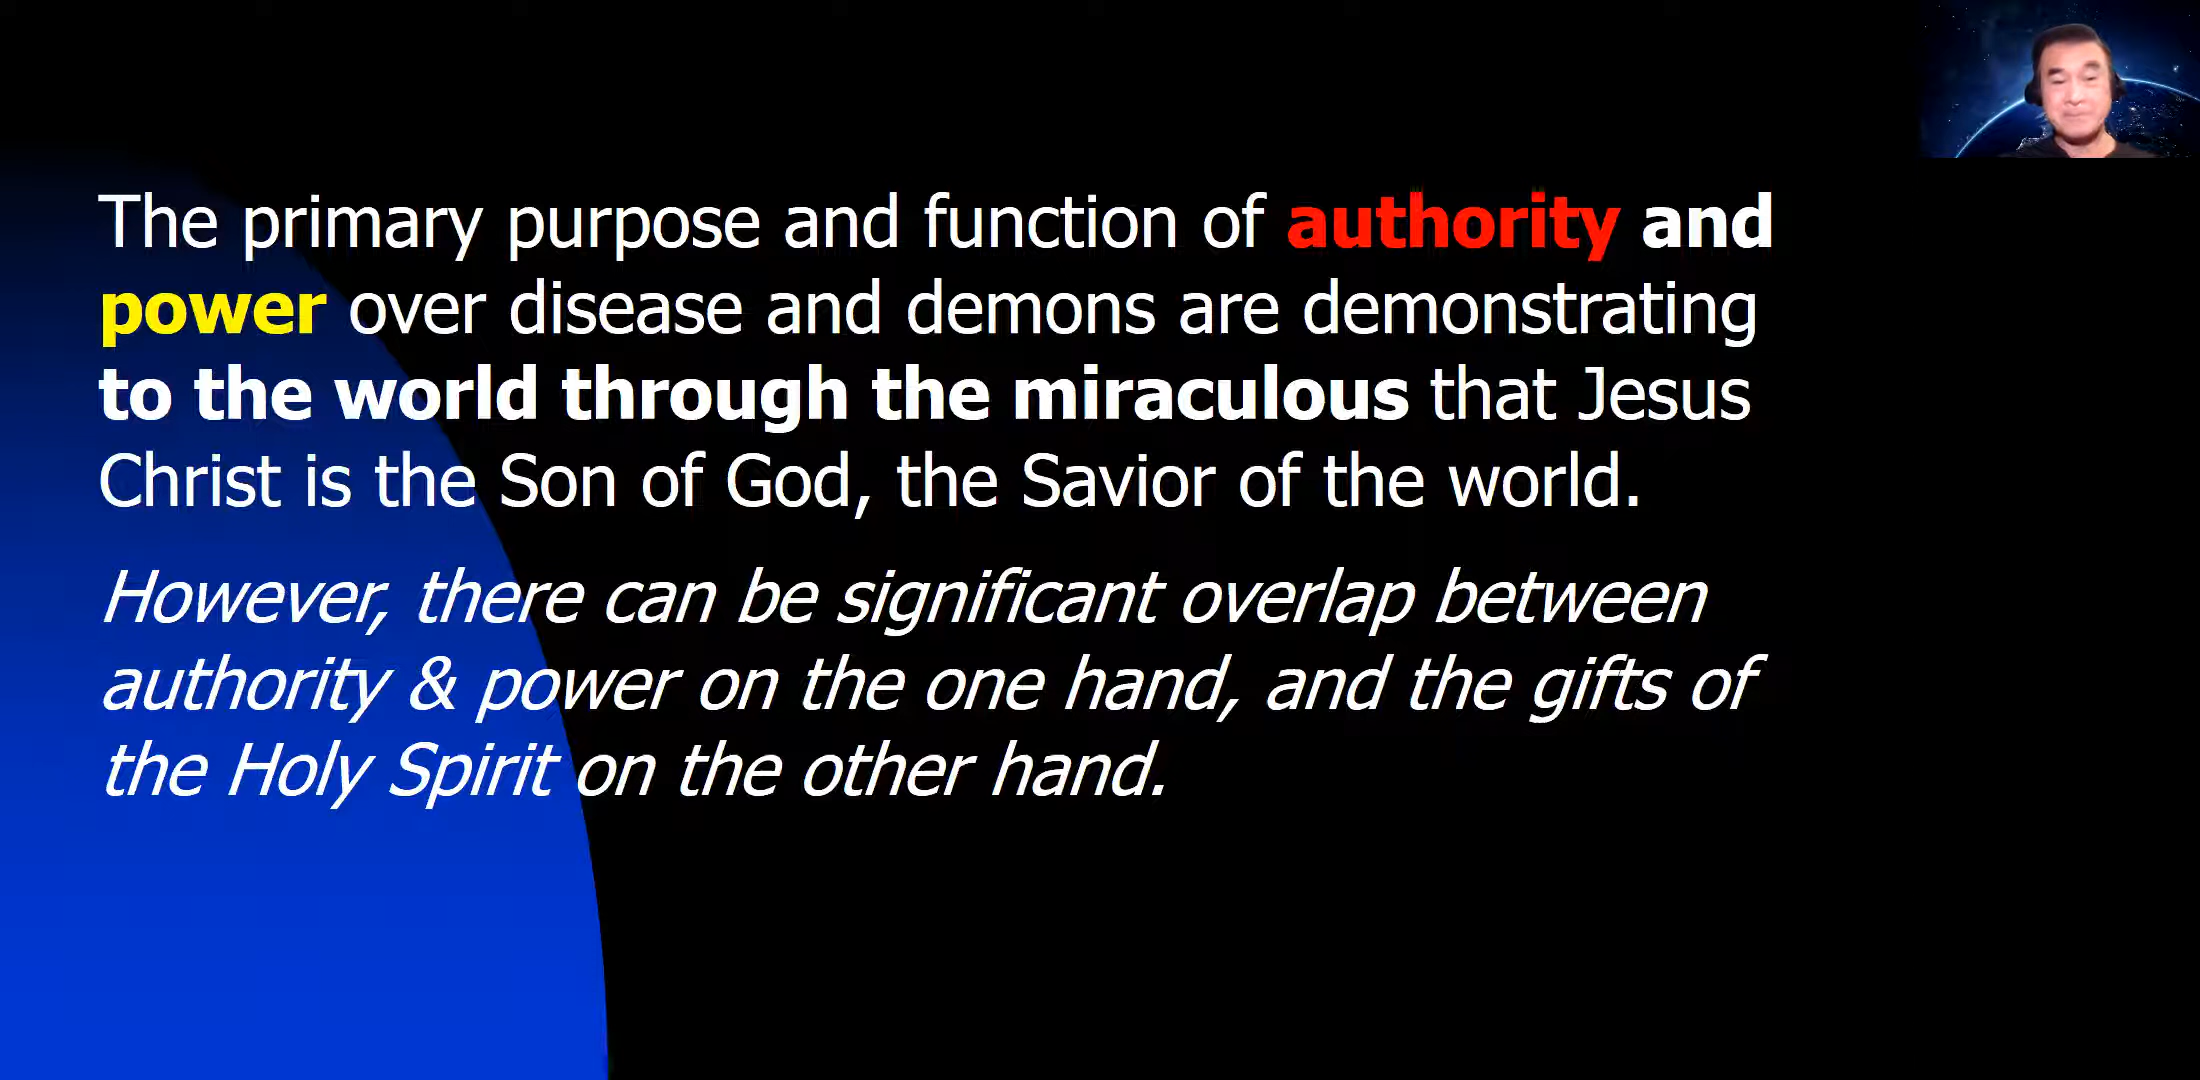 The primary purpose and function of authority and
power over disease and demons are demonstrating
to the world through the miraculous that Jesus
Christ is the Son of God, the Savior of the world.
However, there can be significant overlap between
authority & power on the one hand, and the gifts of
the Holy Spirit on the other hand.